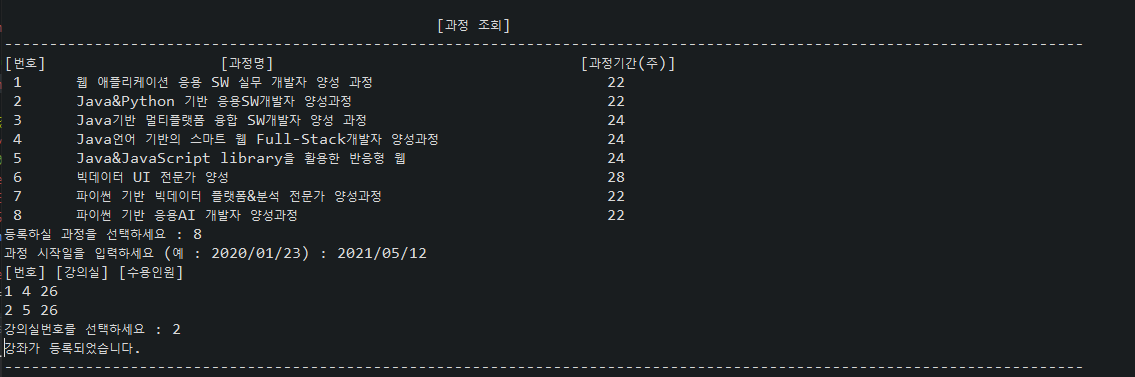 [과정 조회]
--------------------------------------------------------------------------------------------------------------------
[번호] [과정명] [과정기간(주)]
1 웹 애플리케이션 응용 SW 실무 개발자 양성 과정 22
2 Java&Python 기반 응용SW개발자 양성과정 22
3 Java기반 멀티플랫폼 융합 SW개발자 양성 과정 24
4 Java언어 기반의 스마트 웹 Full-Stack개발자 양성과정 24
5 Java&JavaScript library을 활용한 반응형 웹 24
6 빅데이터 UI 전문가 양성 28
7 파이썬 기반 빅데이터 플랫폼&분석 전문가 양성과정 22
8 파이썬 기반 응용AI 개발자 양성과정 22
등록하실 과정을 선택하세요 : 8
과정 시작일을 입력하세요 (예 : 2020/01/23) : 2021/05/12
[번호] [강의실] [수용인원]
1 4 26
2 5 26
강의실번호를 선택하세요 : 2
강좌가 등록되었습니다.
--------------------------------------------------------------------------------------------------------------------